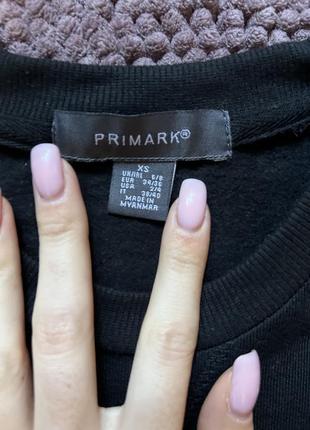 PRIMARK®
XS
UK/IRL 6/8
EUR 34/36
USA 2/4
IT 38/40
MADE IN
MYANMAR